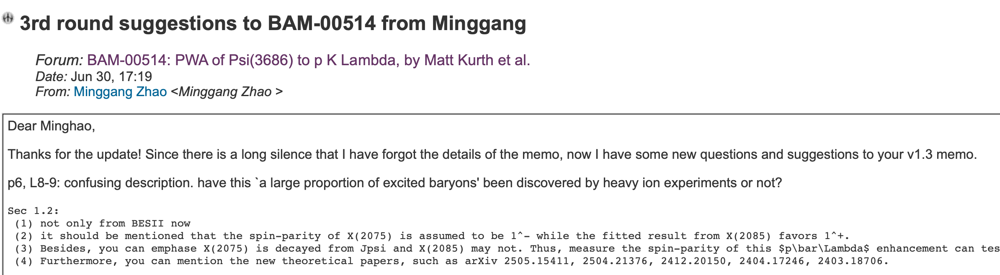 3rd round suggestions to BAM-00514 from Minggang
Forum: BAM-00514: PWA of Psi(3686) to p K Lambda, by Matt Kurth et al.
Date: Jun 30, 17:19
From: Minggang Zhao <Minggang Zhao >
Dear Minghao,
Thanks for the update! Since there is a long silence that I have forgot the details of the memo, now I have some new questions and suggestions to your v1.3 memo.
p6, L8-9: confusing description. have this `a large proportion of excited baryons' been discovered by heavy ion experiments or not?
Sec 1.2:
(1) not only from BESII now
(2) it should be mentioned that the spin-parity of X(2075) is assumed to be 1^- while the fitted result from X(2085) favors 1^+.
(3) Besides, you can emphase X(2075) is decayed from Jpsi and X(2085) may not. Thus, measure the spin-parity of this $p\bar\Lambda$ enhancement can tes
(4) Furthermore, you can mention the new theoretical papers, such as arXiv 2505.15411, 2504.21376, 2412.20150, 2404.17246, 2403.18706.